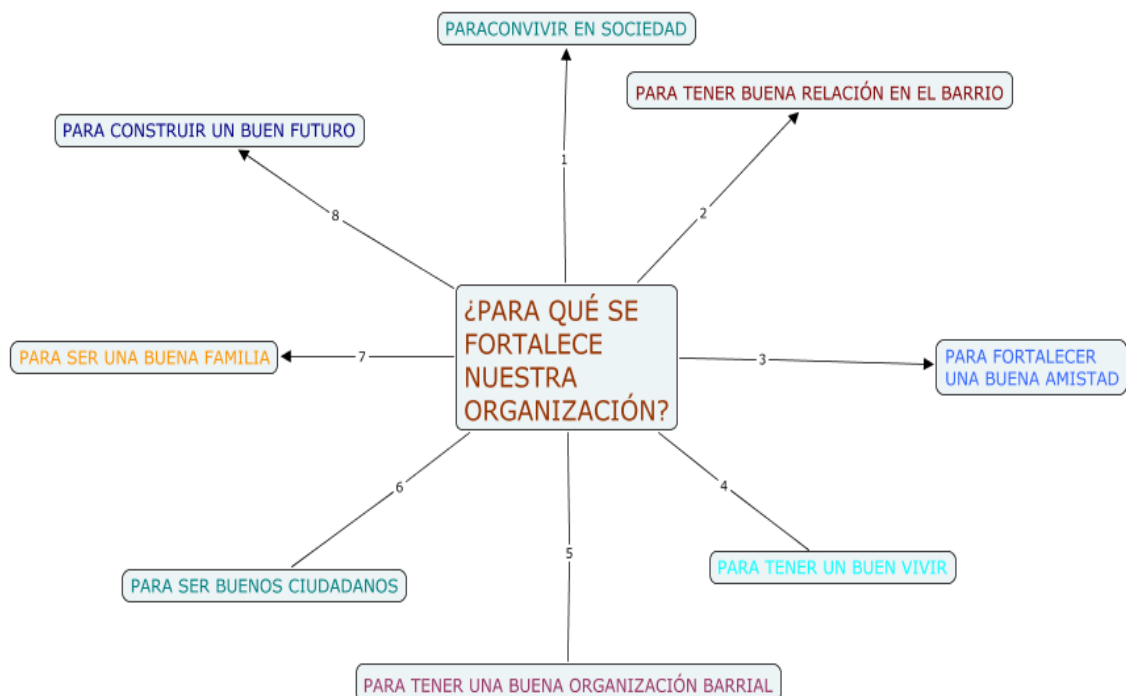 PARACONVIVIR EN SOCIEDAD
PARA TENER BUENA RELACIÓN EN EL BARRIO
PARA CONSTRUIR UN BUEN FUTURO
1
2
8
¿PARA QUÉ SE
FORTALECE
NUESTRA
ORGANIZACIÓN?
PARA SER UNA BUENA FAMILIA
7
3
PARA FORTALECER
UNA BUENA AMISTAD
6
4
5
PARA SER BUENOS CIUDADANOS
PARA TENER UN BUEN VIVIR
PARA TENER UNA BUENA ORGANIZACIÓN BARRIAL